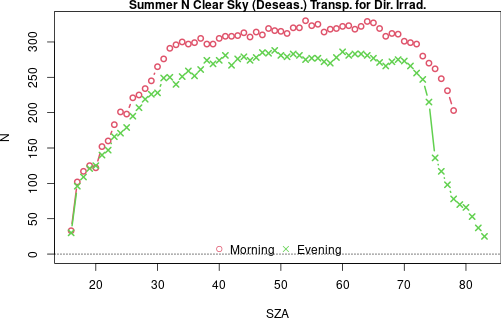 Summer N Clear Sky (Deseas.) Transp. for Dir. Irrad.
300
250
200
150
100
50
0
N
Morning Evening
20 30 40 50 60 70 80
SZA